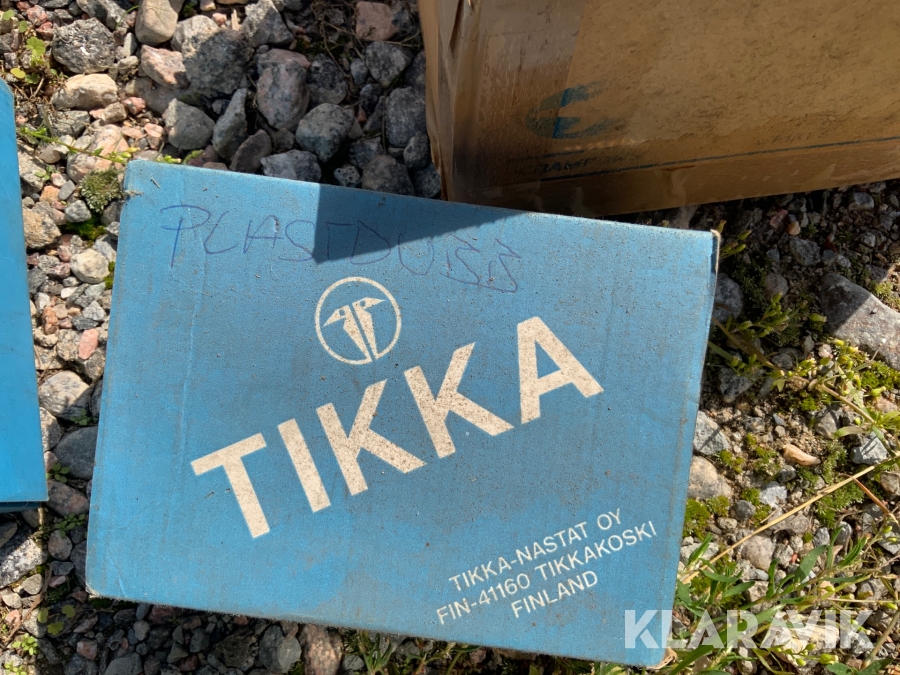 PLASTDUBB
TIKKA
TIKKA-NASTAT OY
FIN-41160 TIKKAKOSKI
FINLAND
KLARAVIK